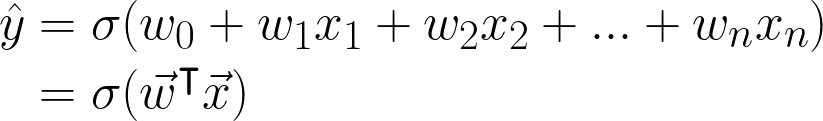 ŷ = σ(w₀ + w₁x₁ + w₂x₂ + ... + wₙxₙ)
= σ(w⃗ᵀx⃗)